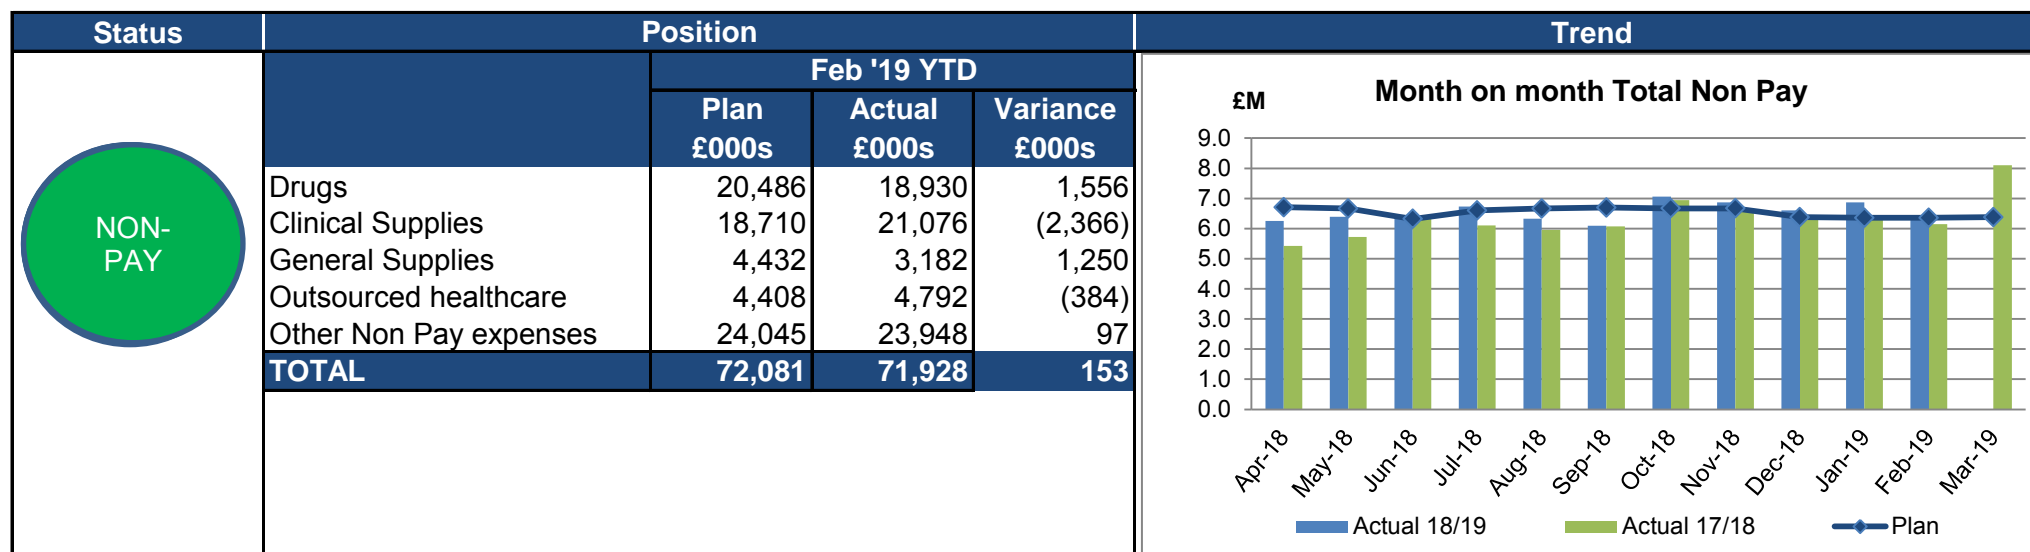 Status Position Trend
Feb '19 YTD
Plan Actual Variance
£000s £000s £000s
NON-
PAY
Drugs 20,486 18,930 1,556
Clinical Supplies 18,710 21,076 (2,366)
General Supplies 4,432 3,182 1,250
Outsourced healthcare 4,408 4,792 (384)
Other Non Pay expenses 24,045 23,948 97
TOTAL 72,081 71,928 153
£M Month on month Total Non Pay
9.0
8.0
7.0
6.0
5.0
4.0
3.0
2.0
1.0
0.0
Apr-18 May-18 Jun-18 Jul-18 Aug-18 Sep-18 Oct-18 Nov-18 Dec-18 Jan-19 Feb-19 Mar-19
Actual 18/19 Actual 17/18 Plan